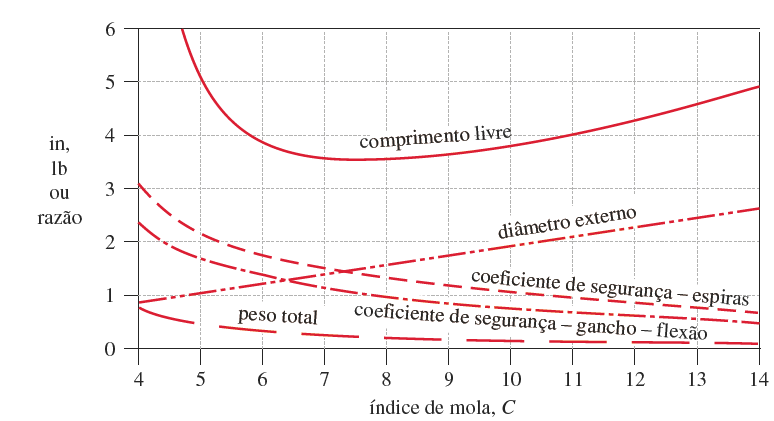 6
5
4
3
2
1
0
in,
lb
ou
razão
comprimento livre
diâmetro externo
coeficiente de segurança – espiras
peso total
coeficiente de segurança – gancho – flexão
4 5 6 7 8 9 10 11 12 13 14
índice de mola, C